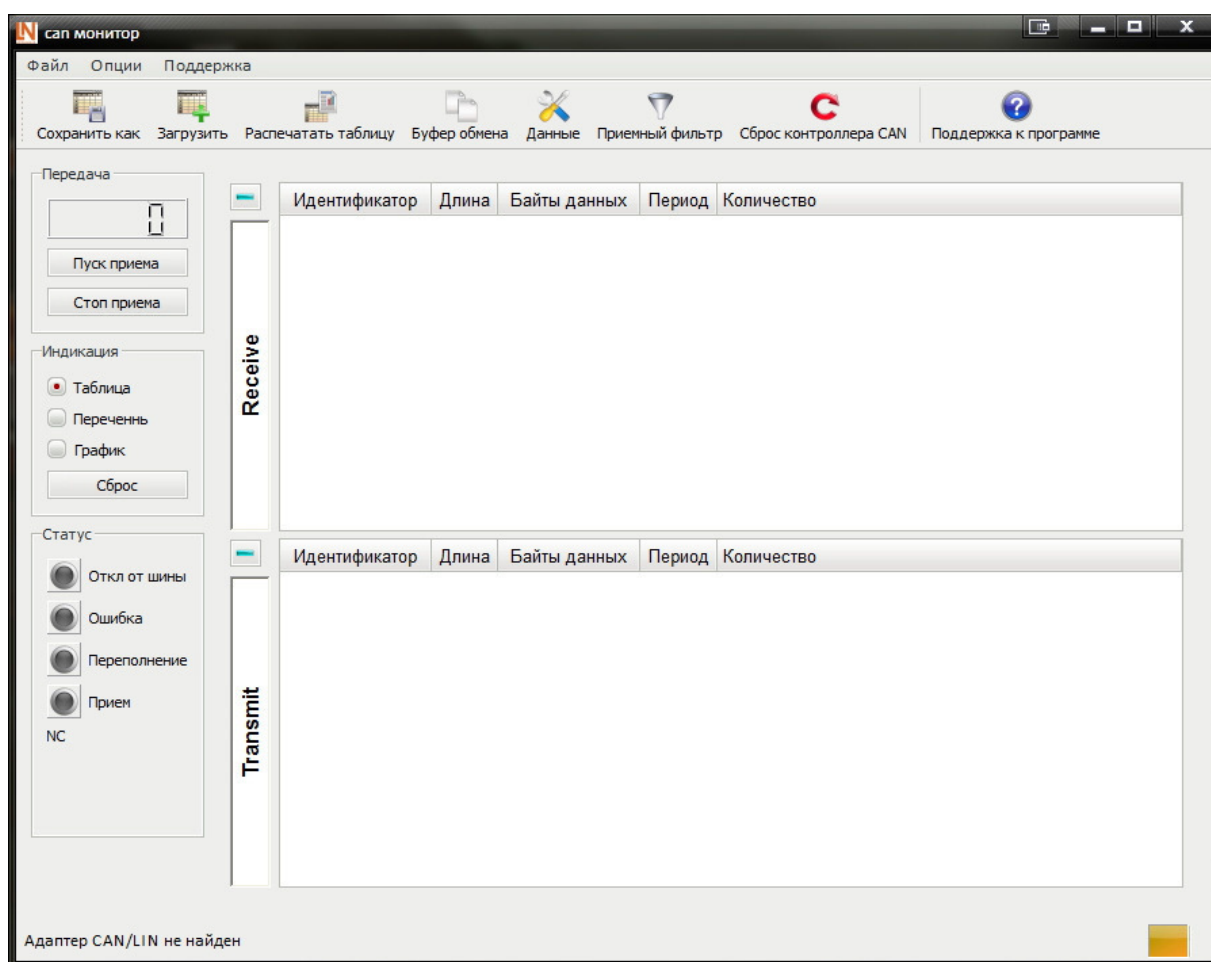 can монитор
Файл Опции Поддержка
Сохранить как Загрузить Распечатать таблицу Буфер обмена Данные Приемный фильтр Сброс контроллера CAN Поддержка к программе
Передача
0
Пуск приема
Стоп приема
Индикация
Таблица
Переченнь
График
Сброс
Статус
Откл от шины
Ошибка
Переполнение
Прием
NC
Идентификатор Длина Байты данных Период Количество
Receive
Идентификатор Длина Байты данных Период Количество
Transmit
Адаптер CAN/LIN не найден